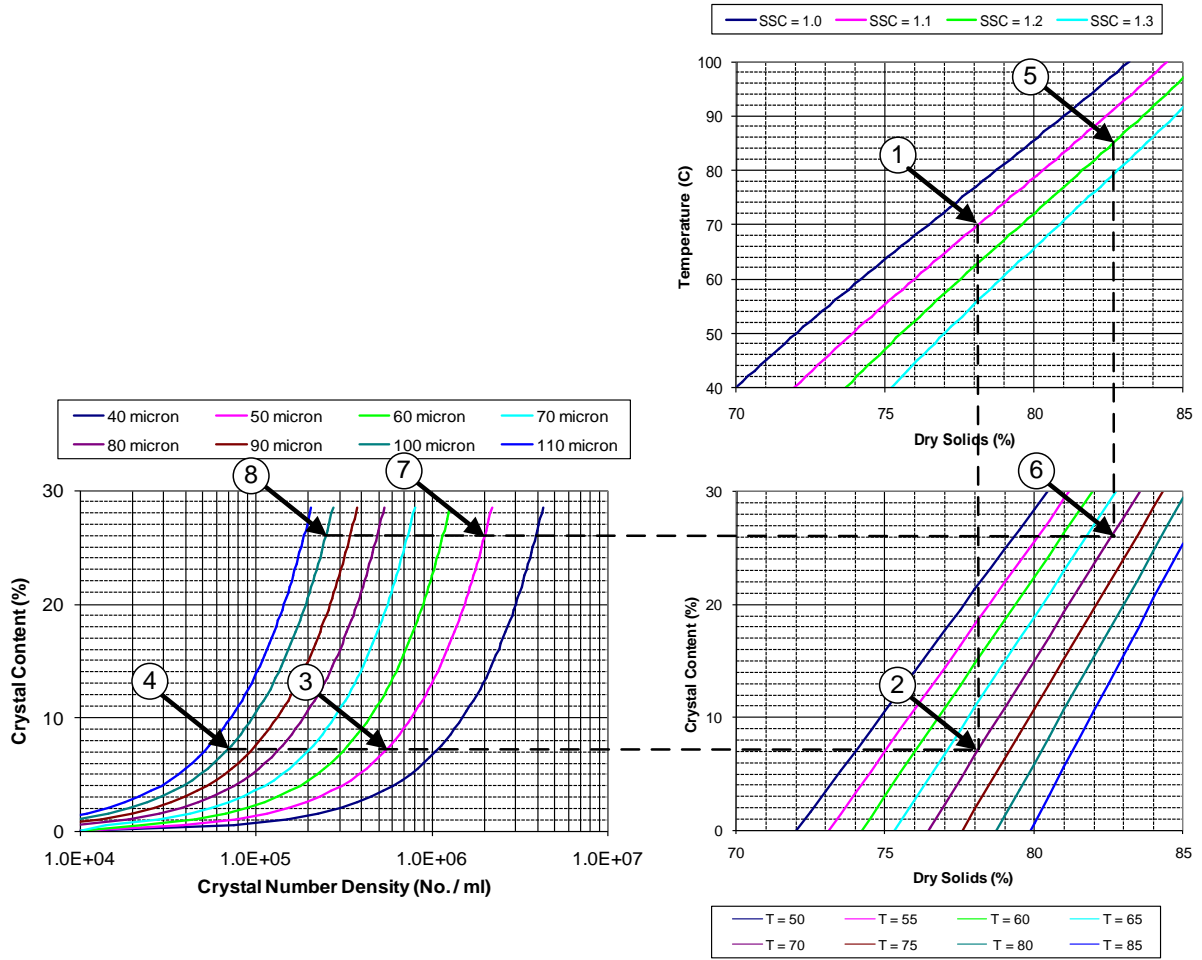 SSC = 1.0 SSC = 1.1 SSC = 1.2 SSC = 1.3
100
90
80
70
60
50
40
Temperature (C)
5
1
70 75 80 85
Dry Solids (%)
40 micron 50 micron 60 micron 70 micron
80 micron 90 micron 100 micron 110 micron
8
7
30
20
10
0
Crystal Content (%)
4
3
1.0E+04 1.0E+05 1.0E+06 1.0E+07
Crystal Number Density (No. / ml)
6
30
20
10
0
Crystal Content (%)
2
70 75 80 85
Dry Solids (%)
T = 50 T = 55 T = 60 T = 65
T = 70 T = 75 T = 80 T = 85